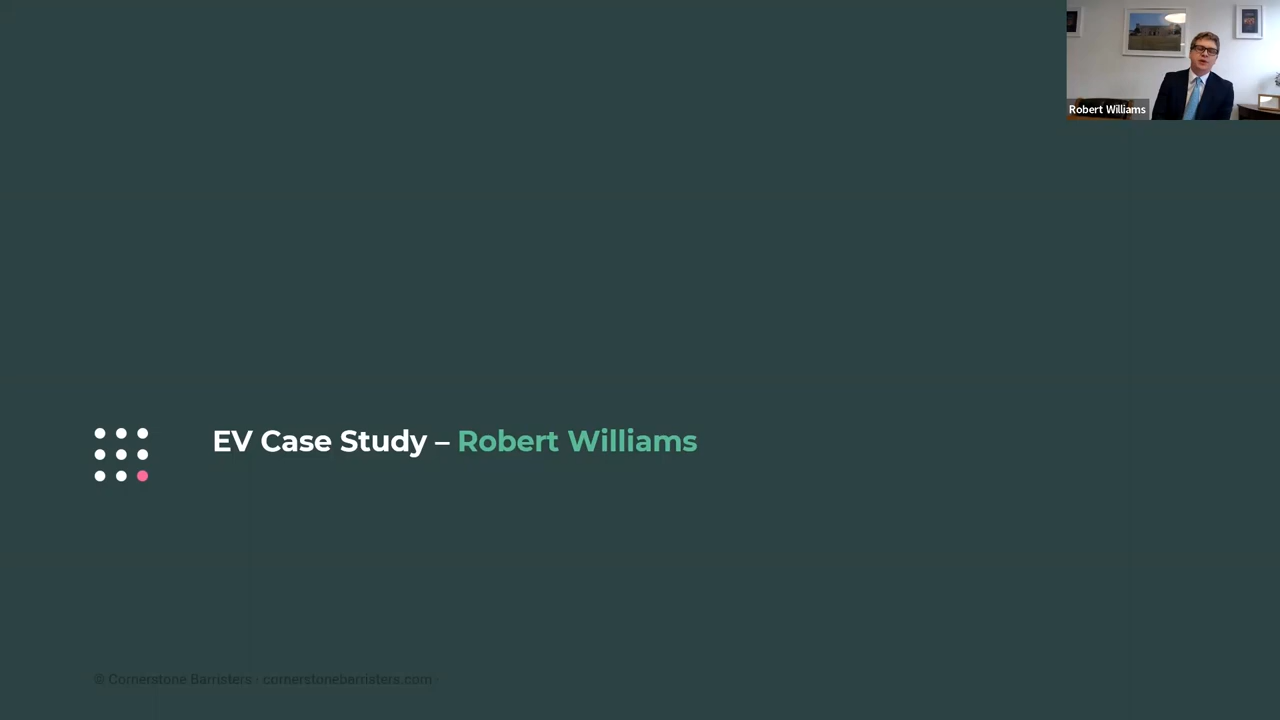 Robert Williams
EV Case Study – Robert Williams
© Cornerstone Barristers · cornerstonebarristers.com ·